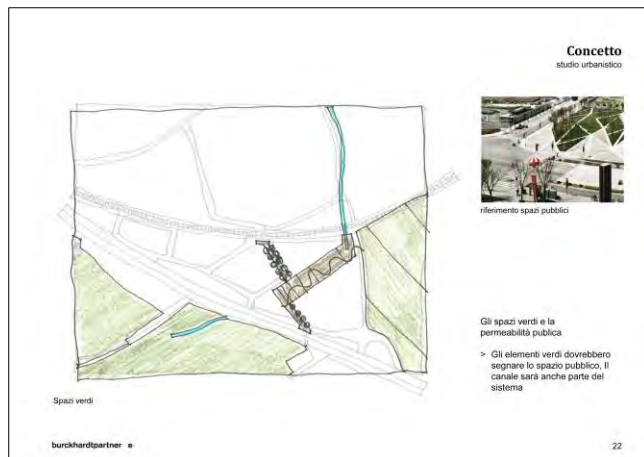 Concetto
studio urbanistico
riferimento spazi pubblici
Gli spazi verdi e la
permeabilità publica
> Gli elementi verdi dovrebbero
segnare lo spazio pubblico, Il
canale sarà anche parte del
sistema
Spazi verdi
burckhardtpartner
22